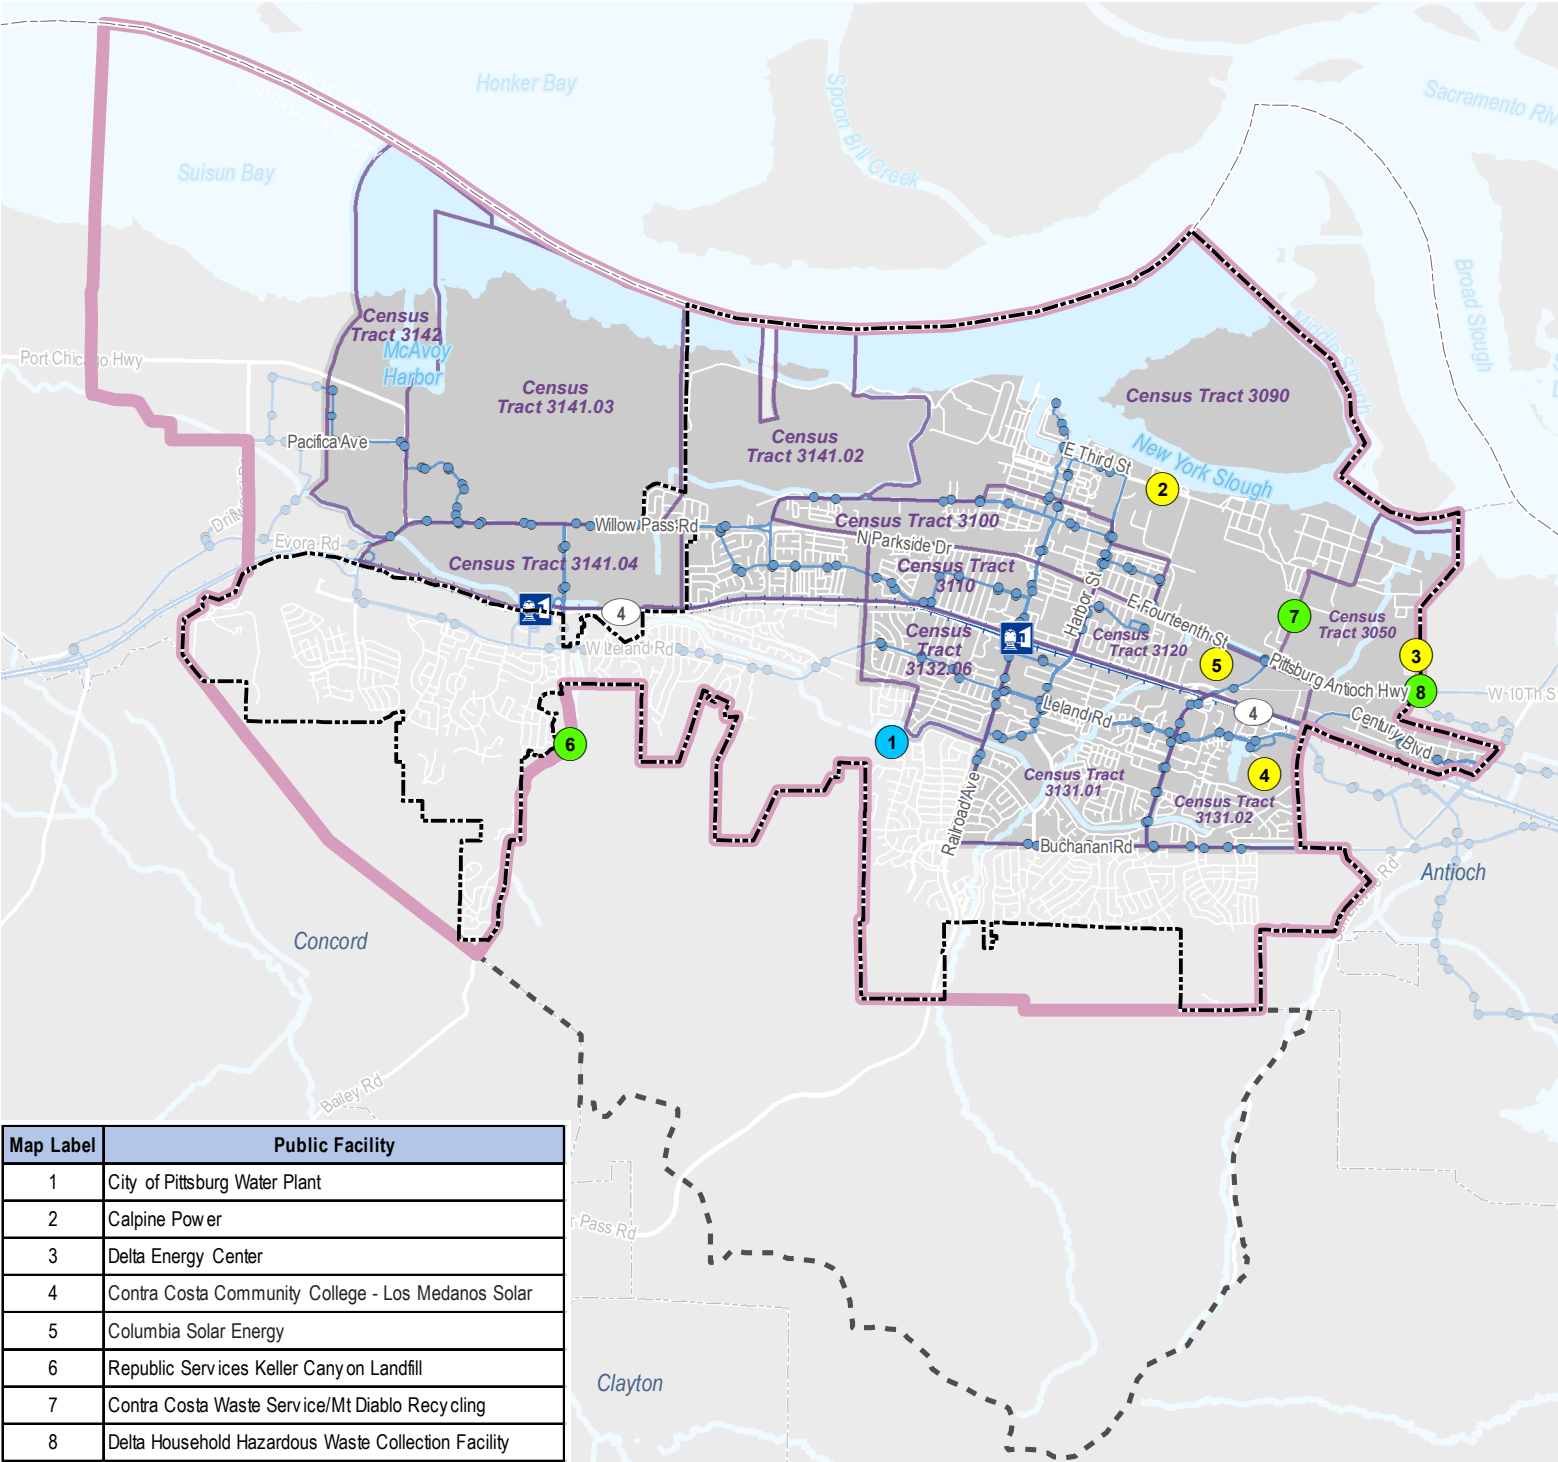 Honker Bay
Spoon Bill Creek
Sacramento Riv
SOLANO COUNTY
CONTRA COSTA COUNTY
Suisun Bay
Broad Slough
Middle Slough
Port Chicago Hwy
Census
Tract 3142
McAvoy
Harbor
Census
Tract 3141.03
Census Tract 3090
Census
Tract 3141.02
Pacifica Ave
E Third St
New York Slough
2
Evora Rd
Willow Pass Rd
Census Tract 3100
N Parkside Dr
Census Tract 3141.04
Census Tract
3110
4
Harbor St
E Fourteenth St
7
Census
Tract 3050
Census
Tract
3132.06
Census
Tract 3120
W Leland Rd
5
3
Pittsburg Antioch Hwy
8
W 10Th S
Leland Rd
4
Century Blvd
6
1
4
Census Tract
3131.01
Census Tract
3131.02
Railroad Ave
Buchanan Rd
Antioch
Concord
Bailey Rd
Pass Rd
Clayton
Map Label Public Facility
1 City of Pittsburg Water Plant
2 Calpine Power
3 Delta Energy Center
4 Contra Costa Community College - Los Medanos Solar
5 Columbia Solar Energy
6 Republic Services Keller Canyon Landfill
7 Contra Costa Waste Service/Mt Diablo Recycling
8 Delta Household Hazardous Waste Collection Facility